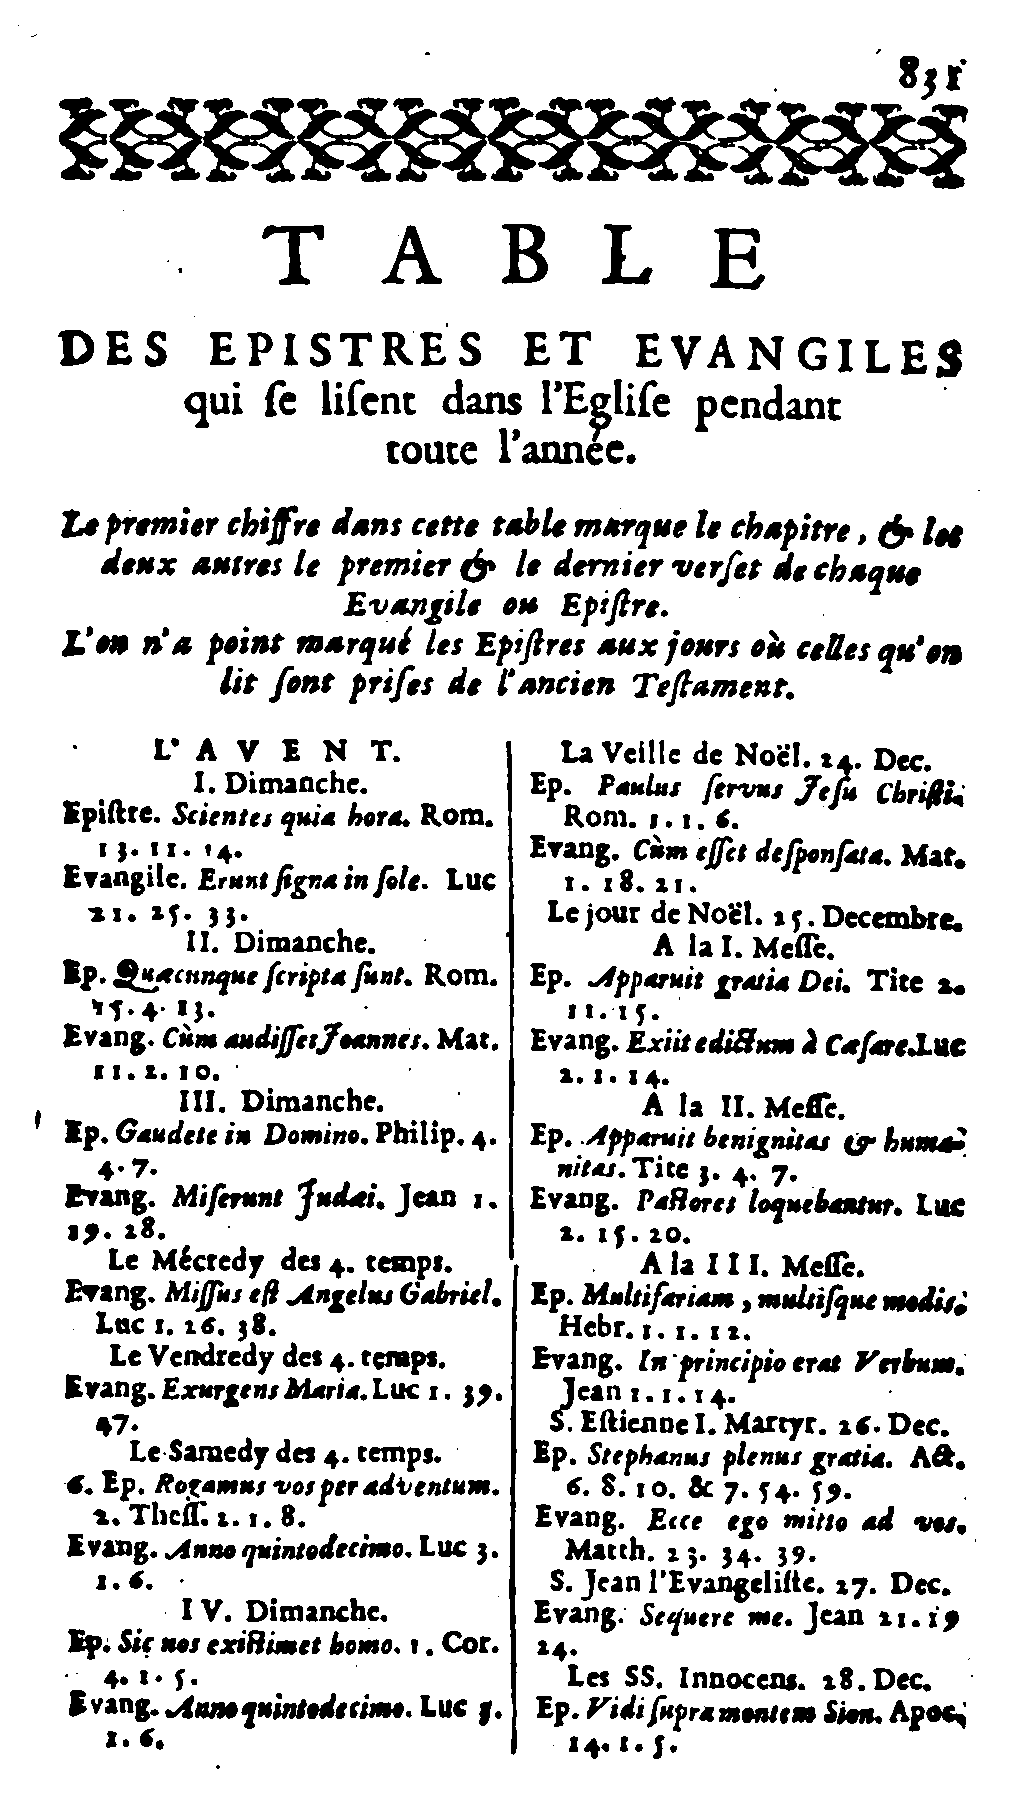 831
TABLE
DES EPISTRES ET EVANGILES
qui ſe liſent dans l'Egliſe pendant
toute l'année.
Le premier chiffre dans cette table marque le chapitre, & les
deux autres le premier & le dernier verſet de chaque
Evangile ou Epiſtre.
L'on n'a point marqué les Epiſtres aux jours où celles qu'on
lit ſont priſes de l'ancien Teſtament.
L'AVENT.
I. Dimanche.
Epiſtre. Scientes quia hora. Rom.
13. 11. 14.
Evangile. Erunt ſigna in ſole. Luc
21. 25. 33.
II. Dimanche.
Ep. Quæcunque ſcripta ſunt. Rom.
15. 4. 13.
Evang. Cùm audiſſet Joannes. Mat.
11. 2. 10.
III. Dimanche.
Ep. Gaudete in Domino. Philip. 4.
4. 7.
Evang. Miſerunt Judæi. Jean 1.
19. 28.
Le Mécredy des 4. temps.
Evang. Miſſus eſt Angelus Gabriel.
Luc 1. 26. 38.
Le Vendredy des 4. temps.
Evang. Exurgens Maria. Luc 1. 39.
47.
Le Samedy des 4. temps.
6. Ep. Rogamus vos per adventum.
2. Theſſ. 2. 1. 8.
Evang. Anno quintodecimo. Luc 3.
1. 6.
IV. Dimanche.
Ep. Sic nos exiſtimet homo. 1. Cor.
4. 1. 5.
Evang. Anno quintodecimo. Luc 3.
1. 6.
La Veille de Noël. 24. Dec.
Ep. Paulus ſervus Jeſu Chriſti.
Rom. 1. 1. 6.
Evang. Cùm eſſet deſponſata. Mat.
1. 18. 21.
Le jour de Noël. 25. Decembre.
A la I. Meſſe.
Ep. Apparuit gratia Dei. Tite 2.
11. 15.
Evang. Exiit edictum à Cæſare. Luc
2. 1. 14.
A la II. Meſſe.
Ep. Apparuit benignitas & huma-
nitas. Tite 3. 4. 7.
Evang. Paſtores loquebantur. Luc
2. 15. 20.
A la III. Meſſe.
Ep. Multifariam, multiſque modis.
Hebr. 1. 1. 12.
Evang. In principio erat Verbum.
Jean 1. 1. 14.
S. Eſtienne I. Martyr. 26. Dec.
Ep. Stephanus plenus gratia. Act.
6. 8. 10. & 7. 54. 59.
Evang. Ecce ego mitto ad vos.
Matth. 23. 34. 39.
S. Jean l'Evangeliſte. 27. Dec.
Evang. Sequere me. Jean 21. 19
24.
Les SS. Innocens. 28. Dec.
Ep. Vidi ſupra montem Sion. Apoc.
14. 1. 5.